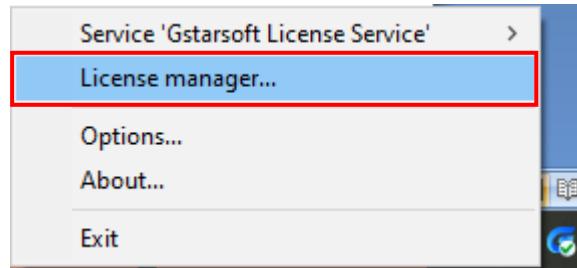 Service 'Gstarsoft License Service'
License manager...
Options...
About...
Exit